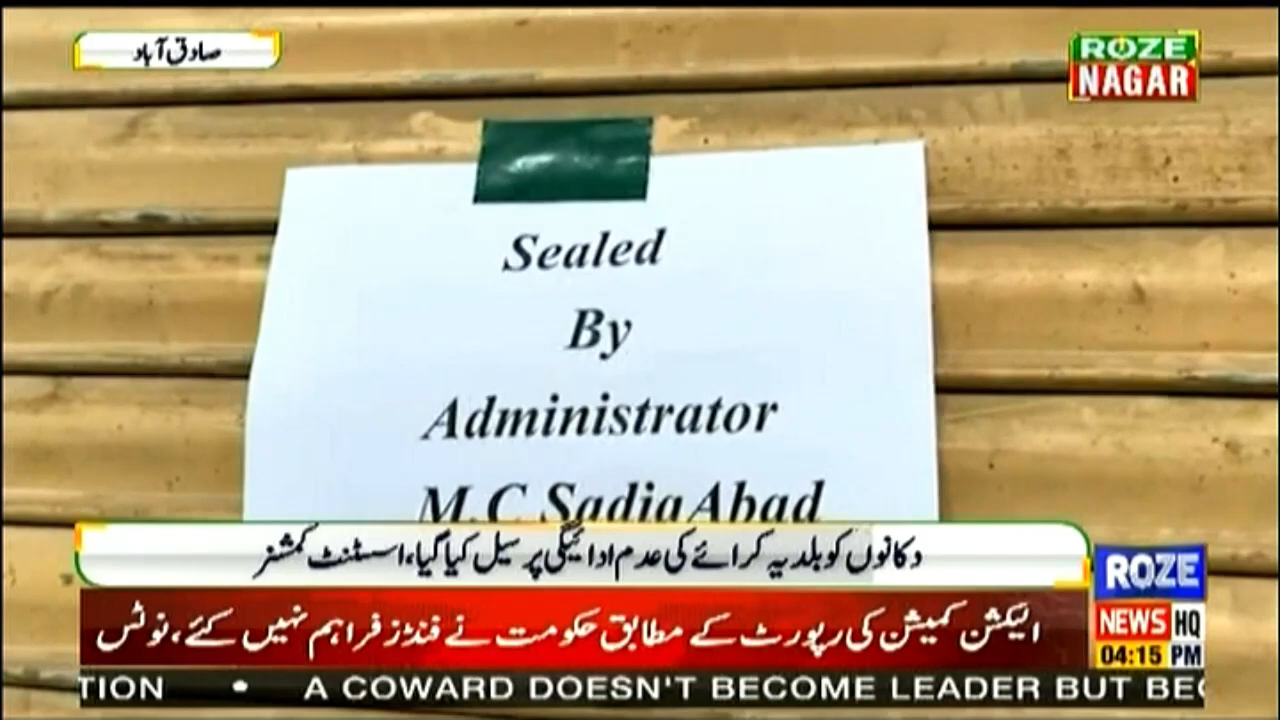 صادق آباد
ROZE
NAGAR
Sealed
By
Administrator
M.C Sadiq Abad
دکانوں کو بلدیہ کرائے کی عدم ادائیگی پر سیل کیا گیا، اسسٹنٹ کمشنر
ROZE
NEWS HQ
04:15 PM
الیکشن کمیشن کی رپورٹ کے مطابق حکومت نے فنڈز فراہم نہیں کئے، نوٹس
TION • A COWARD DOESN'T BECOME LEADER BUT BEC